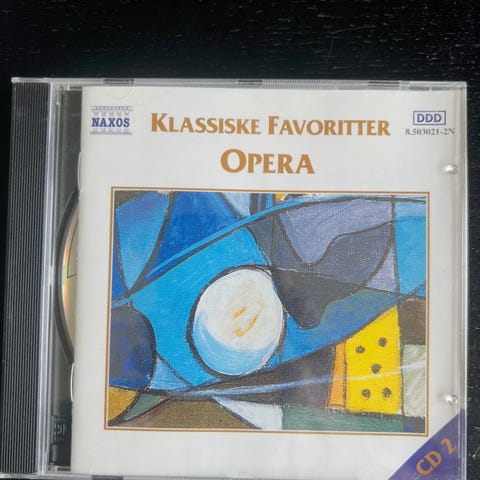 NAXOS
KLASSISKE FAVORITTER
DDD
8.503021-2N
OPERA
CD 2